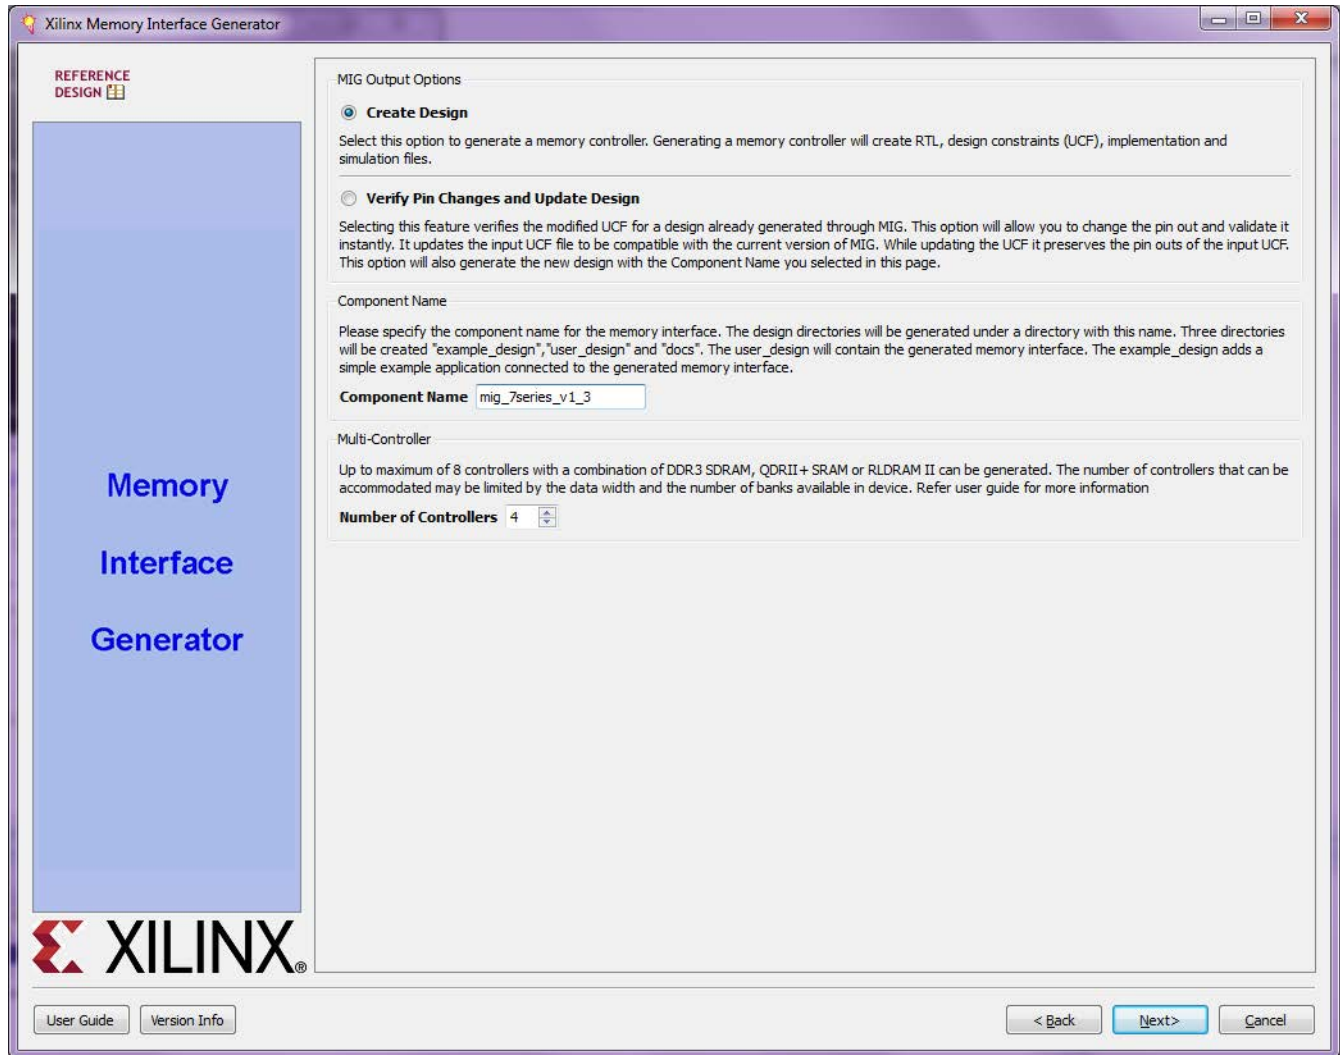 Xilinx Memory Interface Generator
REFERENCE
DESIGN
MIG Output Options
Create Design
Select this option to generate a memory controller. Generating a memory controller will create RTL, design constraints (UCF), implementation and
simulation files.
Verify Pin Changes and Update Design
Selecting this feature verifies the modified UCF for a design already generated through MIG. This option will allow you to change the pin out and validate it
instantly. It updates the input UCF file to be compatible with the current version of MIG. While updating the UCF it preserves the pin outs of the input UCF.
This option will also generate the new design with the Component Name you selected in this page.
Component Name
Please specify the component name for the memory interface. The design directories will be generated under a directory with this name. Three directories
will be created "example_design","user_design" and "docs". The user_design will contain the generated memory interface. The example_design adds a
simple example application connected to the generated memory interface.
Component Name mig_7series_v1_3
Multi-Controller
Up to maximum of 8 controllers with a combination of DDR3 SDRAM, QDRII+ SRAM or RLDRAM II can be generated. The number of controllers that can be
accommodated may be limited by the data width and the number of banks available in device. Refer user guide for more information
Number of Controllers 4
Memory
Interface
Generator
XILINX®
User Guide Version Info < Back Next> Cancel